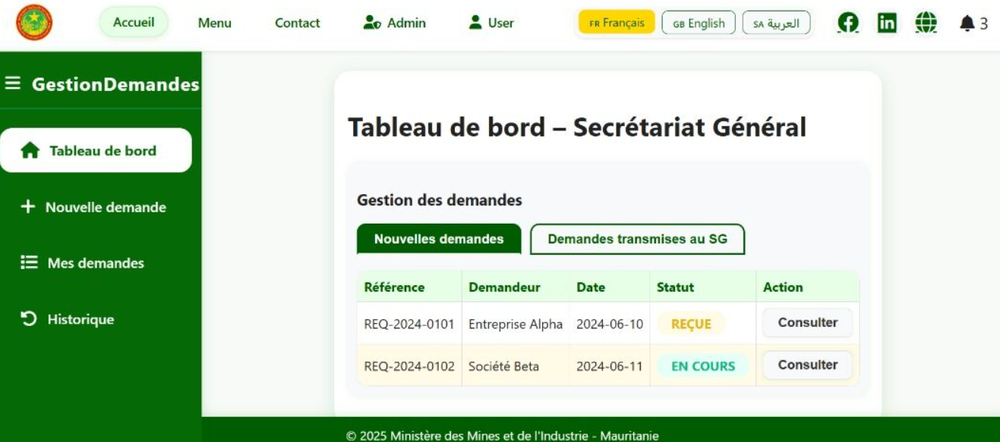 Accueil Menu Contact Admin User FR Français GB English SA العربية 3
GestionDemandes
Tableau de bord
Nouvelle demande
Mes demandes
Historique
Tableau de bord – Secrétariat Général
Gestion des demandes
Nouvelles demandes Demandes transmises au SG
Référence Demandeur Date Statut Action
REQ-2024-0101 Entreprise Alpha 2024-06-10 REÇUE Consulter
REQ-2024-0102 Société Beta 2024-06-11 EN COURS Consulter
© 2025 Ministère des Mines et de l'Industrie - Mauritanie